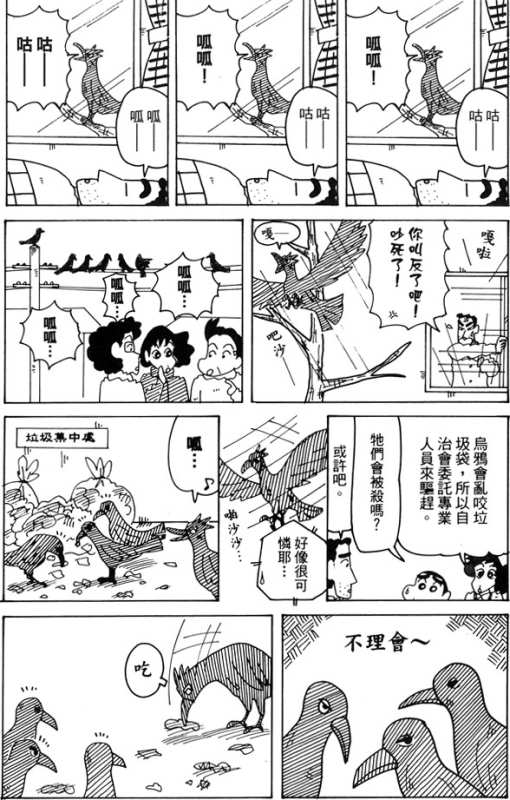 呱呱！
咕——
咕——
呱呱！
咕——
咕——
咕——
咕——
呱——
呱——
嘎啦
你叫反了吧！
吵死了！
嘎——
吧沙
呱呱…
呱呱…
呱呱…
烏鴉會亂咬垃
圾袋，所以自
治會委託專業
人員來驅趕。
牠們會被殺嗎？
或許吧。
好像很可
憐耶…
啪沙沙…
呱…
垃圾集中處
不理會～
吃